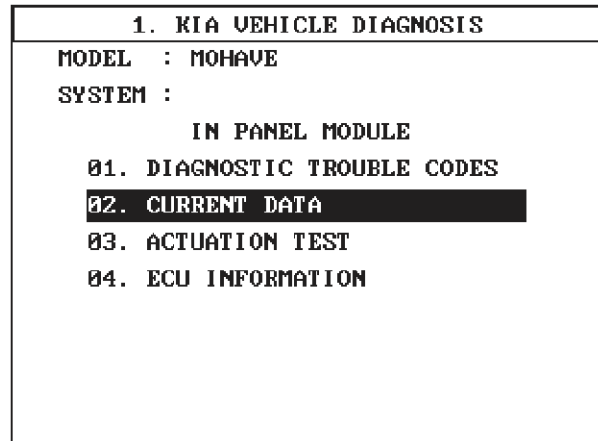 1. KIA VEHICLE DIAGNOSIS
MODEL : MOHAVE
SYSTEM :
IN PANEL MODULE
01. DIAGNOSTIC TROUBLE CODES
02. CURRENT DATA
03. ACTUATION TEST
04. ECU INFORMATION